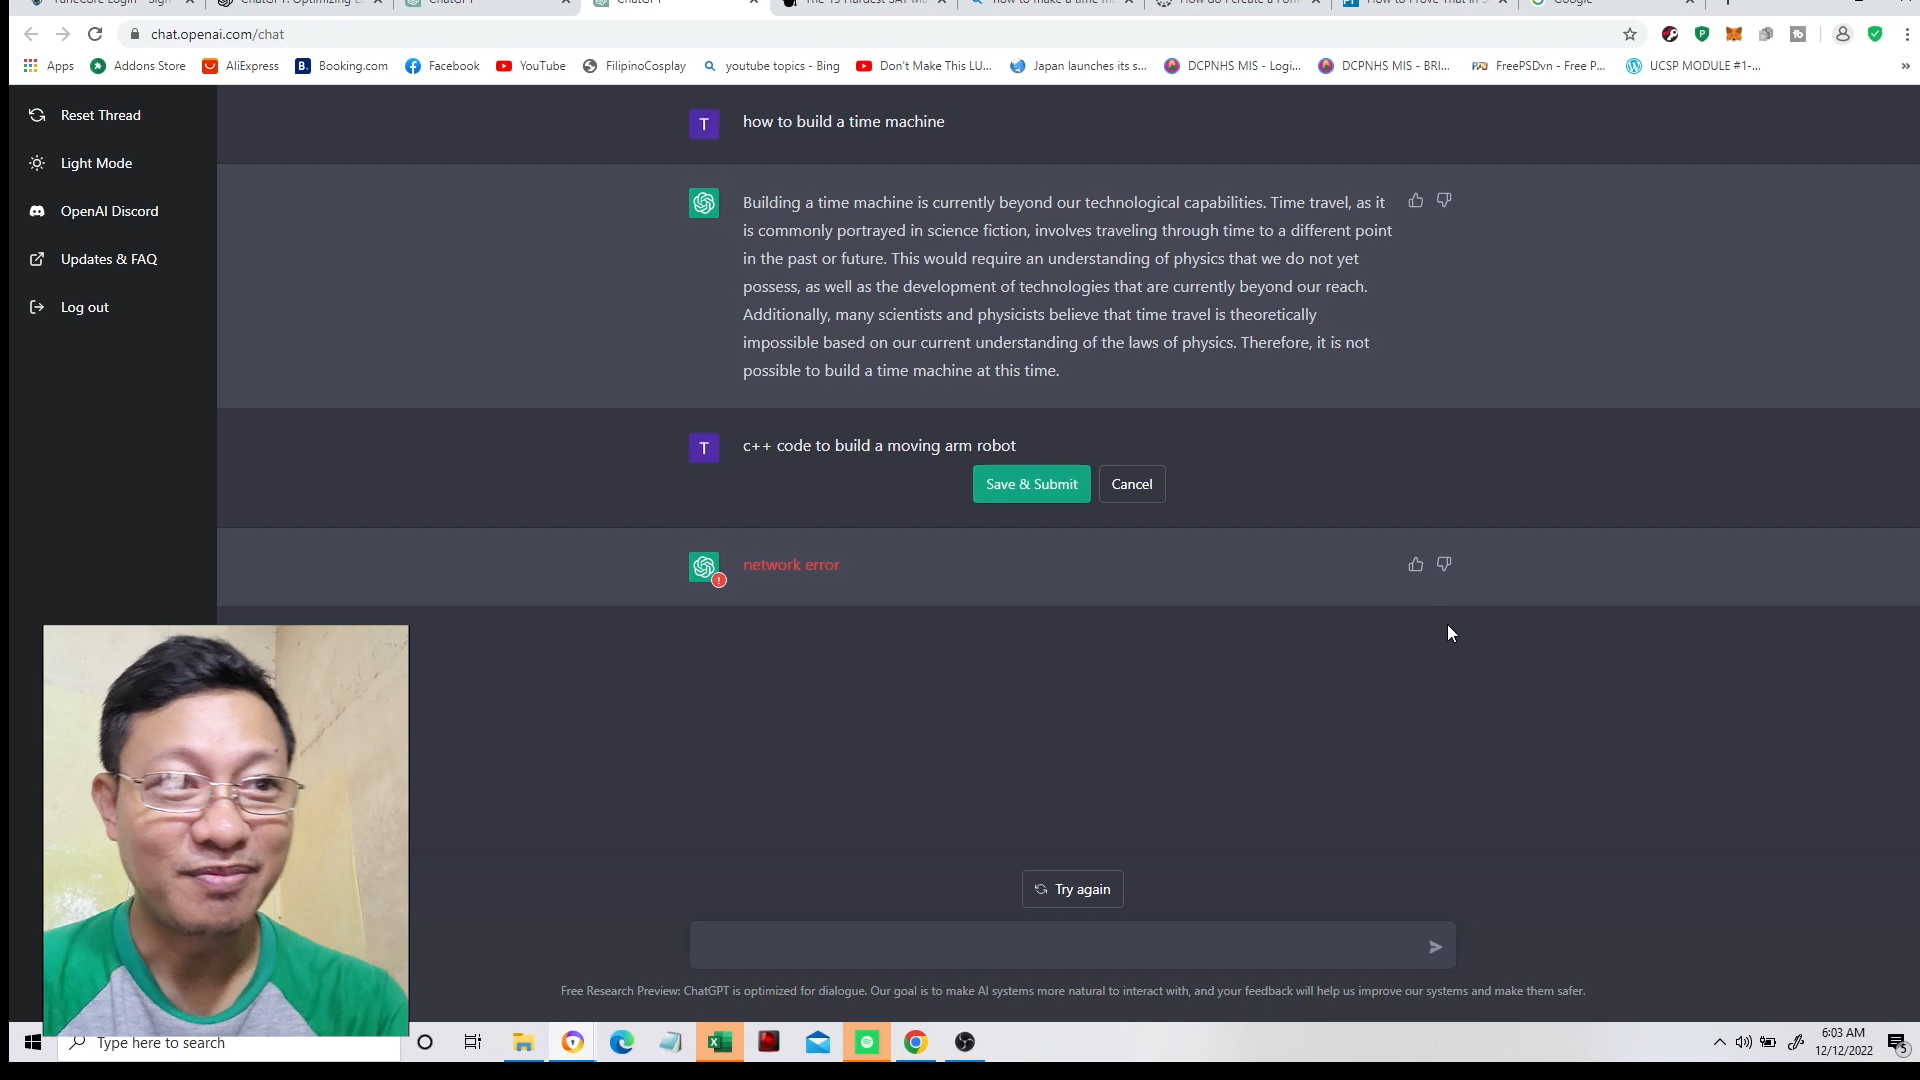 chat.openai.com/chat
Apps Addons Store AliExpress Booking.com Facebook YouTube FilipinoCosplay youtube topics - Bing Don't Make This LU... Japan launches its s... DCPNHS MIS - Logi... DCPNHS MIS - BRI... FreePSDvn - Free P... UCSP MODULE #1-... »
Reset Thread
Light Mode
OpenAI Discord
Updates & FAQ
Log out
T how to build a time machine
Building a time machine is currently beyond our technological capabilities. Time travel, as it
is commonly portrayed in science fiction, involves traveling through time to a different point
in the past or future. This would require an understanding of physics that we do not yet
possess, as well as the development of technologies that are currently beyond our reach.
Additionally, many scientists and physicists believe that time travel is theoretically
impossible based on our current understanding of the laws of physics. Therefore, it is not
possible to build a time machine at this time.
T c++ code to build a moving arm robot
Save & Submit Cancel
network error
Try again
Free Research Preview: ChatGPT is optimized for dialogue. Our goal is to make AI systems more natural to interact with, and your feedback will help us improve our systems and make them safer.
Type here to search
6:03 AM
12/12/2022
5